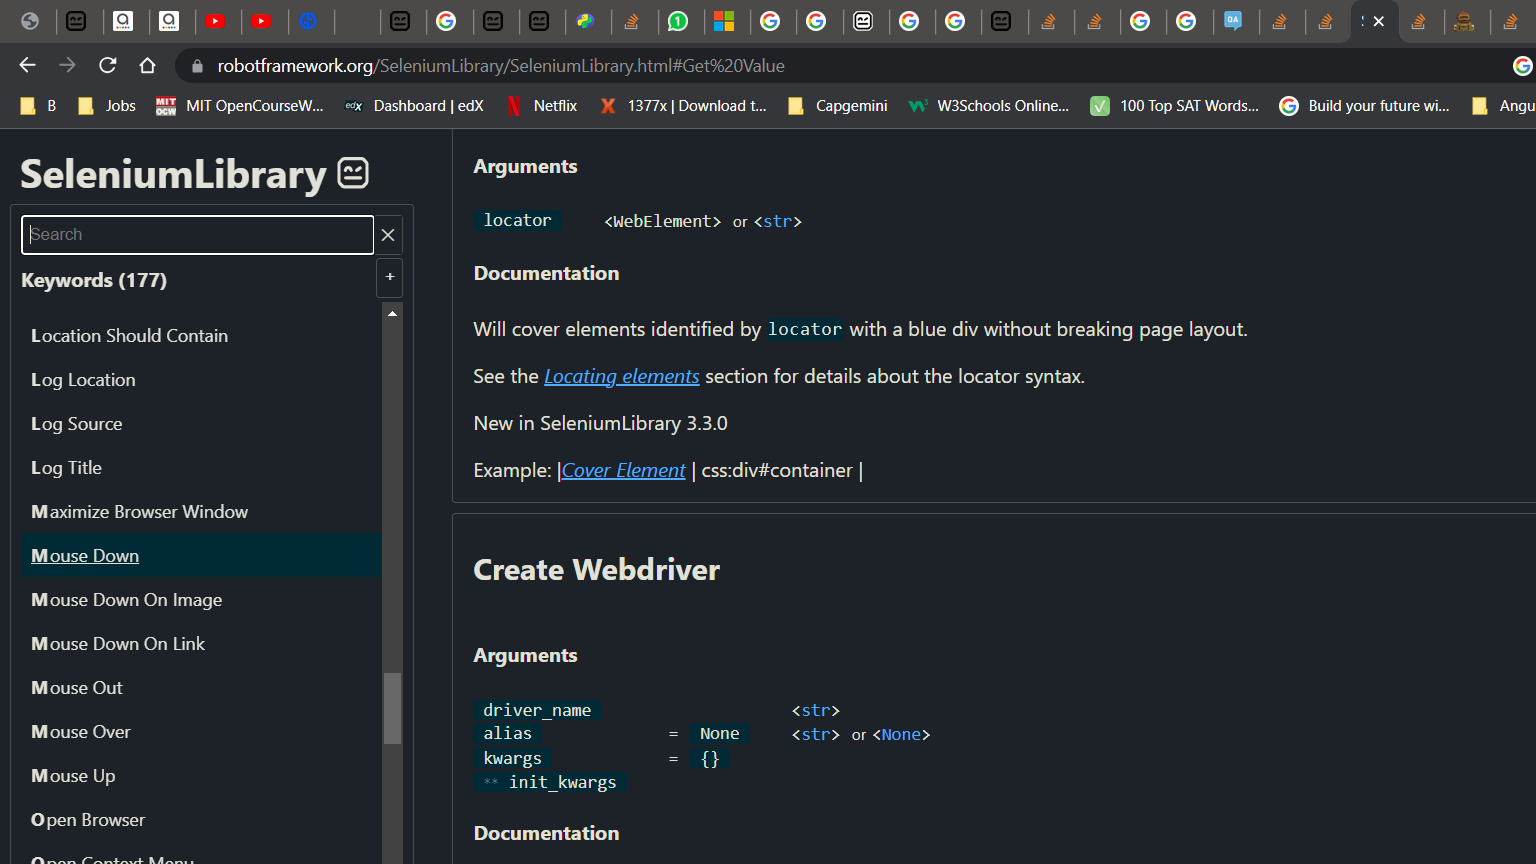 robotframework.org/SeleniumLibrary/SeleniumLibrary.html#Get%20Value
B Jobs MIT OpenCourseW... Dashboard | edX Netflix 1377x | Download t... Capgemini W3Schools Online... 100 Top SAT Words... Build your future wi... Angu
SeleniumLibrary
Search
Keywords (177)
+
Location Should Contain
Log Location
Log Source
Log Title
Maximize Browser Window
Mouse Down
Mouse Down On Image
Mouse Down On Link
Mouse Out
Mouse Over
Mouse Up
Open Browser
Open Context Menu
Arguments
locator <WebElement> or <str>
Documentation
Will cover elements identified by locator with a blue div without breaking page layout.
See the Locating elements section for details about the locator syntax.
New in SeleniumLibrary 3.3.0
Example: |Cover Element | css:div#container |
Create Webdriver
Arguments
driver_name <str>
alias = None <str> or <None>
kwargs = {}
** init_kwargs
Documentation